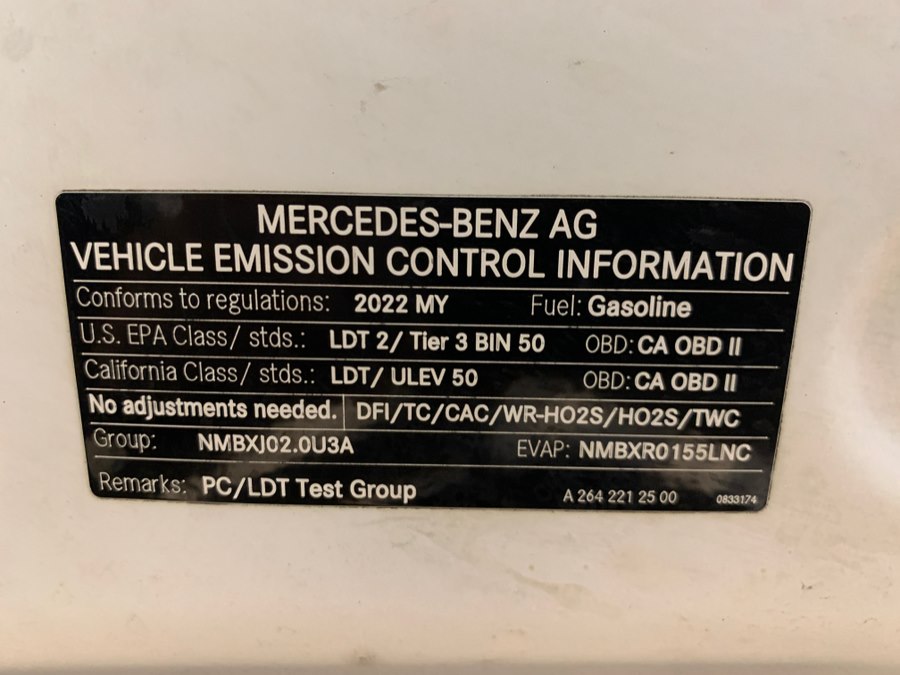 MERCEDES-BENZ AG
VEHICLE EMISSION CONTROL INFORMATION
Conforms to regulations: 2022 MY Fuel: Gasoline
U.S. EPA Class/ stds.: LDT 2/ Tier 3 BIN 50 OBD: CA OBD II
California Class/ stds.: LDT/ ULEV 50 OBD: CA OBD II
No adjustments needed. DFI/TC/CAC/WR-HO2S/HO2S/TWC
Group: NMBXJ02.0U3A EVAP: NMBXR0155LNC
Remarks: PC/LDT Test Group A 264 221 25 00 0833174